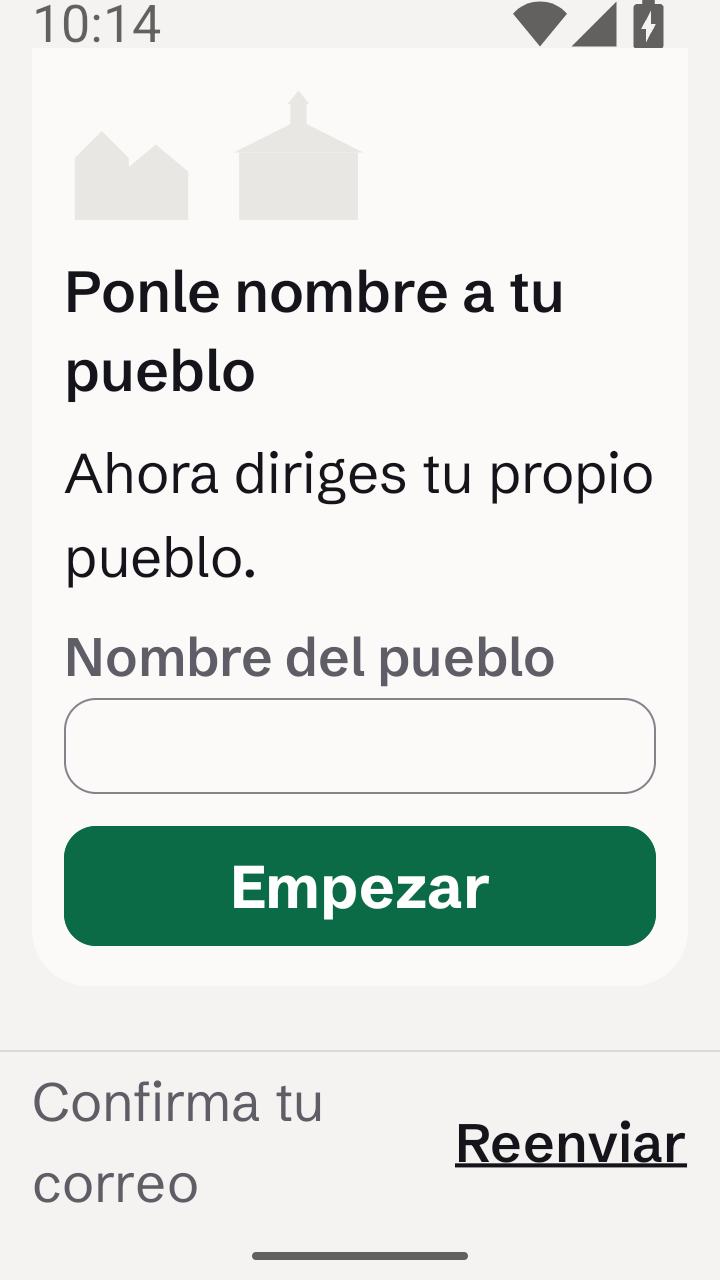 10:14
Ponle nombre a tu
pueblo
Ahora diriges tu propio
pueblo.
Nombre del pueblo
Empezar
Confirma tu
correo
Reenviar